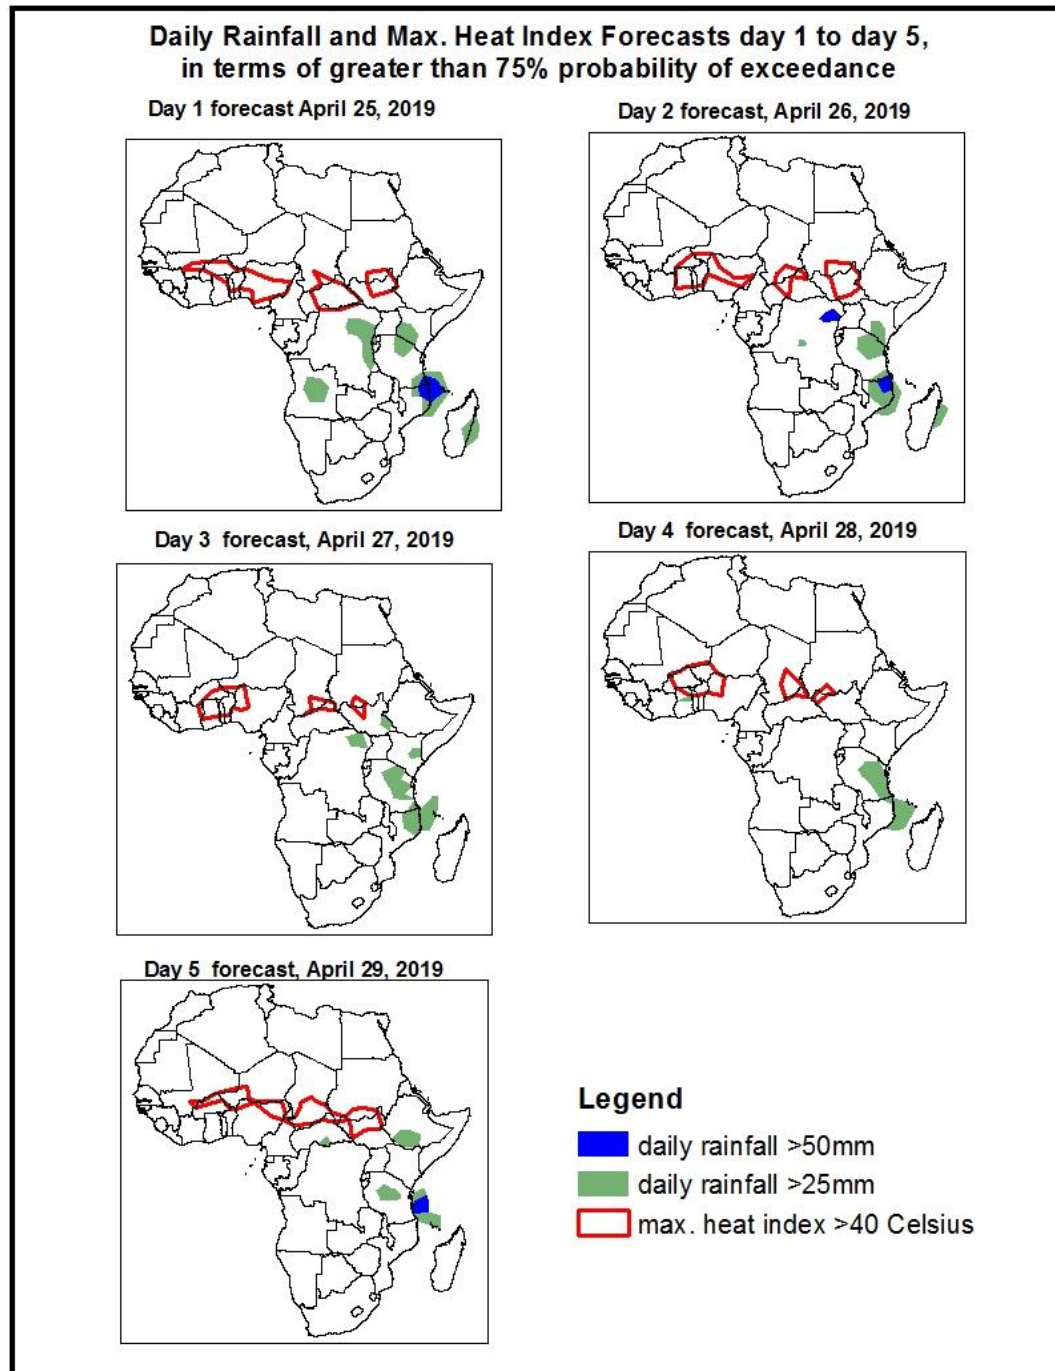 Daily Rainfall and Max. Heat Index Forecasts day 1 to day 5,
in terms of greater than 75% probability of exceedance
Day 1 forecast April 25, 2019
Day 2 forecast, April 26, 2019
Day 3 forecast, April 27, 2019
Day 4 forecast, April 28, 2019
Day 5 forecast, April 29, 2019
Legend
daily rainfall >50mm
daily rainfall >25mm
max. heat index >40 Celsius